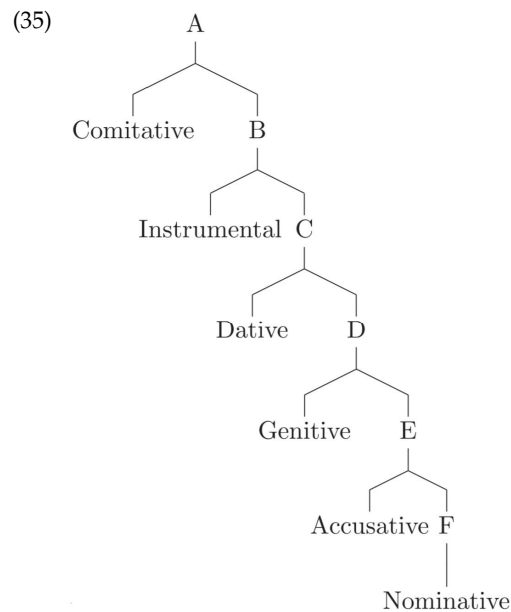 (35)
A
Comitative B
Instrumental C
Dative D
Genitive E
Accusative F
Nominative